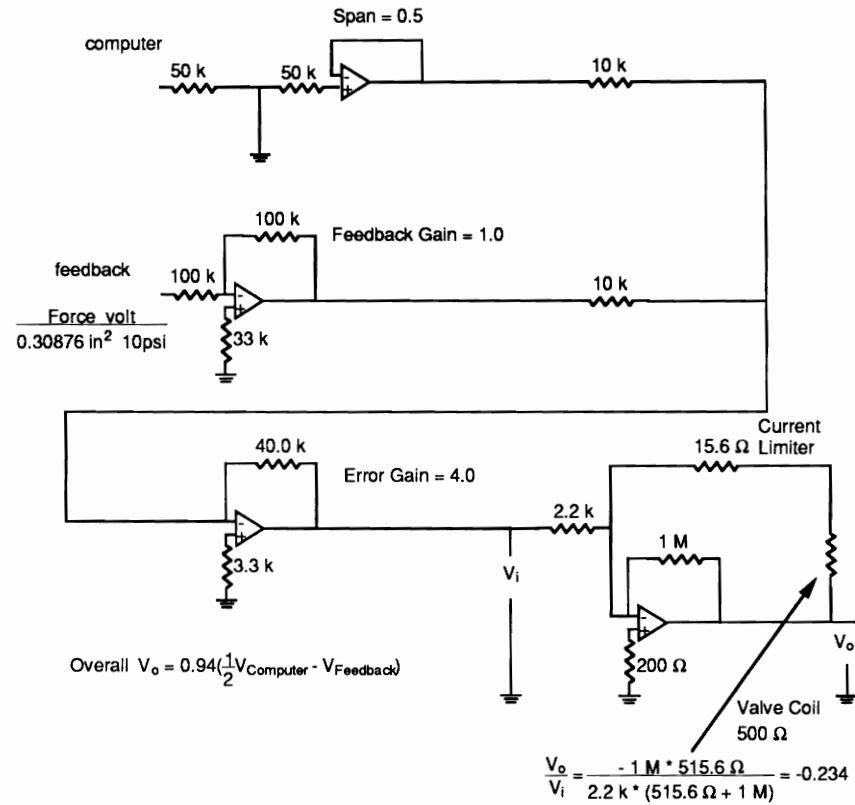 Span = 0.5
computer
50 k
50 k
10 k
-
+
100 k
Feedback Gain = 1.0
feedback
100 k
10 k
-
+
Force volt
0.30876 in² 10psi
33 k
Current
Limiter
40.0 k
15.6 Ω
Error Gain = 4.0
2.2 k
-
+
1 M
3.3 k
Vi
-
+
200 Ω
Vo
Overall Vo = 0.94(1/2 VComputer - VFeedback)
Valve Coil
500 Ω
Vo/Vi = - 1 M * 515.6 Ω / 2.2 k * (515.6 Ω + 1 M) = -0.234